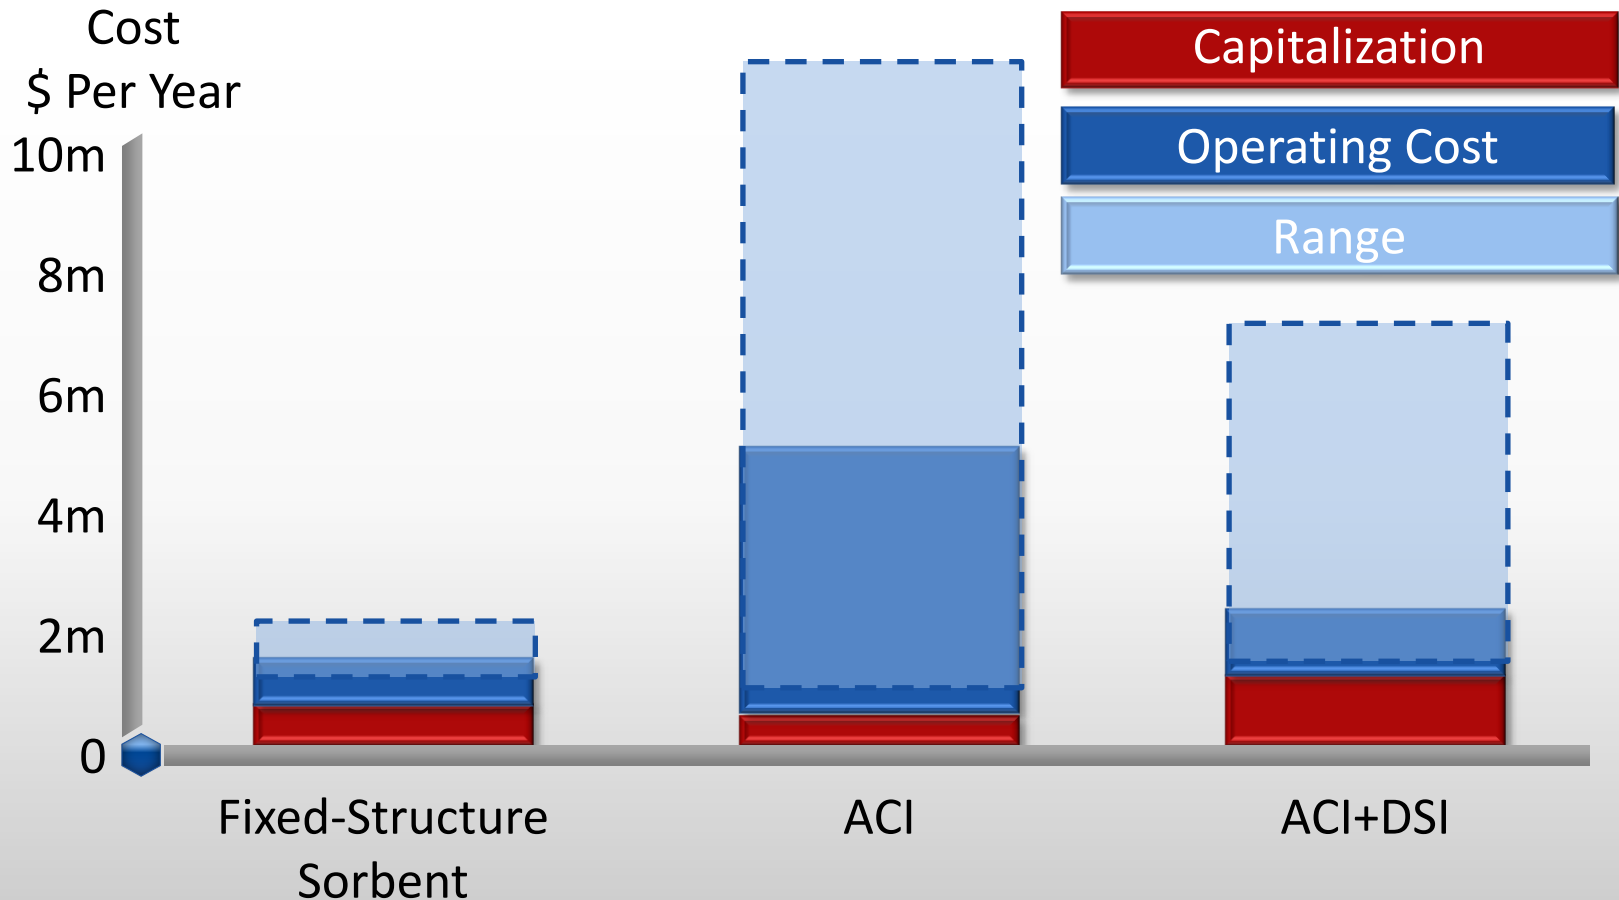 Cost
$ Per Year
10m
8m
6m
4m
2m
0
Capitalization
Operating Cost
Range
Fixed-Structure
Sorbent
ACI
ACI+DSI